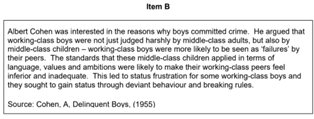 Item B
Albert Cohen was interested in the reasons why boys committed crime. He argued that
working-class boys were not just judged harshly by middle-class adults, but also by
middle-class children – working-class boys were more likely to be seen as 'failures' by
their peers. The standards that these middle-class children applied in terms of
language, values and ambitions were likely to make their working-class peers feel
inferior and inadequate. This led to status frustration for some working-class boys and
they sought to gain status through deviant behaviour and breaking rules.
Source: Cohen, A, Delinquent Boys, (1955)